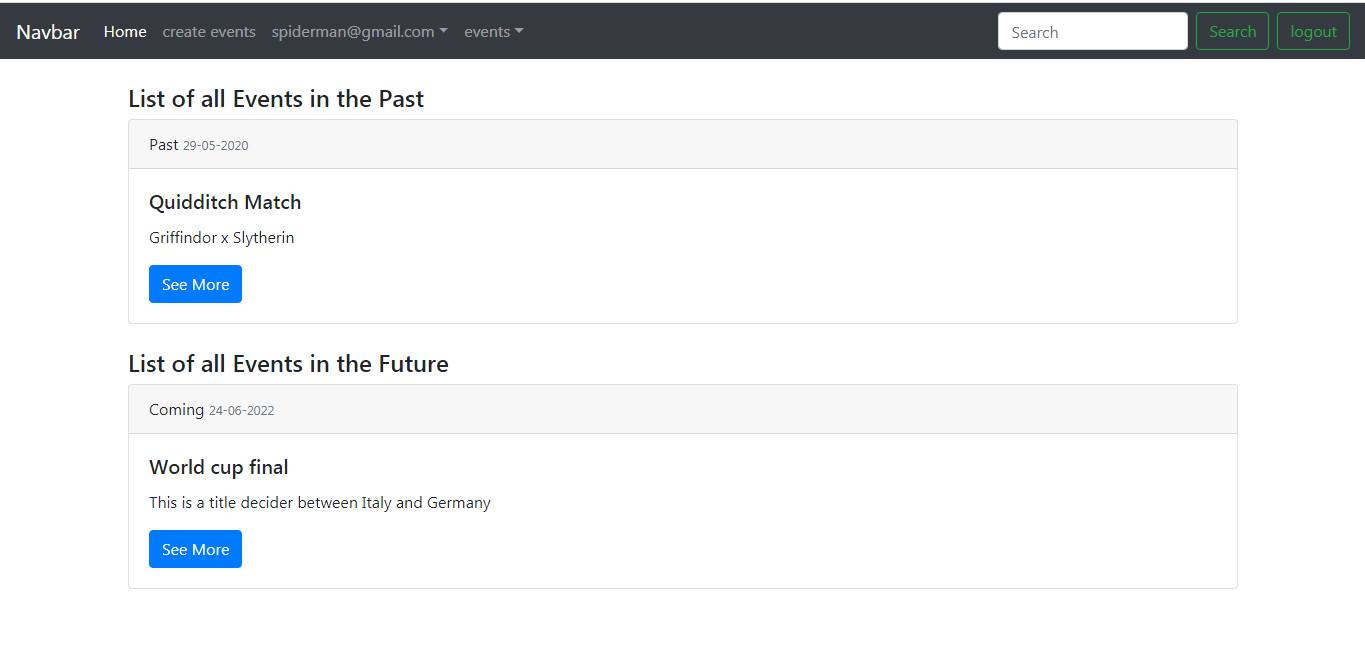 Navbar Home create events spiderman@gmail.com events Search Search logout
List of all Events in the Past
Past 29-05-2020
Quidditch Match
Griffindor x Slytherin
See More
List of all Events in the Future
Coming 24-06-2022
World cup final
This is a title decider between Italy and Germany
See More